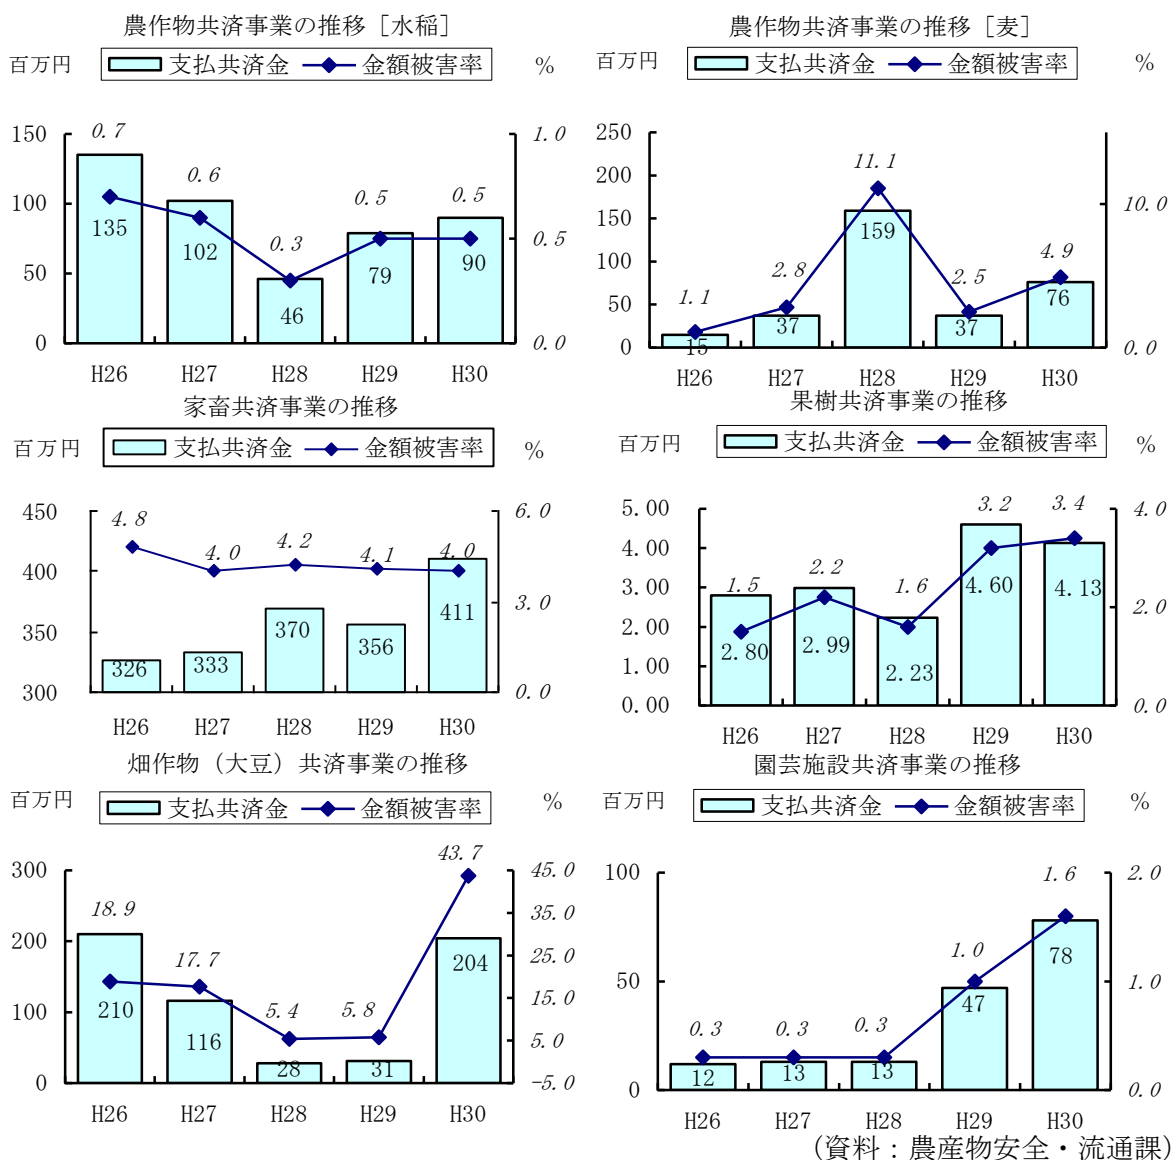 農作物共済事業の推移［水稲］
百万円 支払共済金 金額被害率 %
150 100 50 0
0.7 0.6 0.3 0.5 0.5
135 102 46 79 90
1.0 0.5 0.0
H26 H27 H28 H29 H30
農作物共済事業の推移［麦］
百万円 支払共済金 金額被害率 %
250 200 150 100 50 0
1.1 2.8 11.1 2.5 4.9
15 37 159 37 76
10.0 0.0
H26 H27 H28 H29 H30
家畜共済事業の推移
百万円 支払共済金 金額被害率 %
450 400 350 300
4.8 4.0 4.2 4.1 4.0
326 333 370 356 411
6.0 3.0 0.0
H26 H27 H28 H29 H30
果樹共済事業の推移
百万円 支払共済金 金額被害率 %
5.00 4.00 3.00 2.00 1.00 0.00
1.5 2.2 1.6 3.2 3.4
2.80 2.99 2.23 4.60 4.13
4.0 2.0 0.0
H26 H27 H28 H29 H30
畑作物（大豆）共済事業の推移
百万円 支払共済金 金額被害率 %
300 200 100 0
18.9 17.7 5.4 5.8 43.7
210 116 28 31 204
45.0 35.0 25.0 15.0 5.0 -5.0
H26 H27 H28 H29 H30
園芸施設共済事業の推移
百万円 支払共済金 金額被害率 %
100 50 0
0.3 0.3 0.3 1.0 1.6
12 13 13 47 78
2.0 1.0 0.0
H26 H27 H28 H29 H30
（資料：農産物安全・流通課）